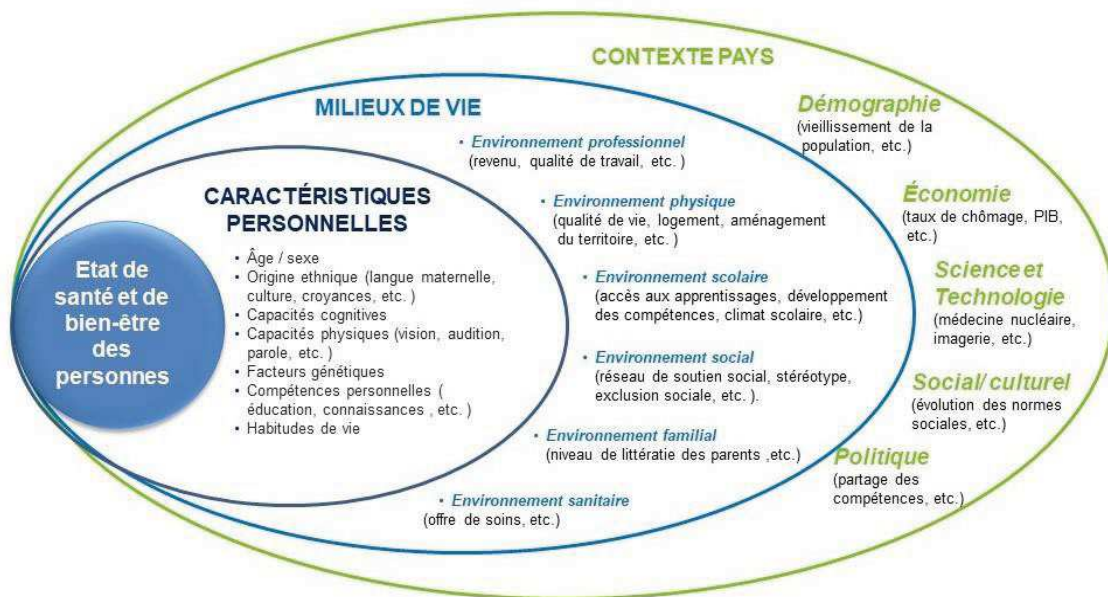 CONTEXTE PAYS
MILIEUX DE VIE
Démographie
(vieillissement de la
population, etc.)
• Environnement professionnel
(revenu, qualité de travail, etc. )
CARACTÉRISTIQUES
PERSONNELLES
• Environnement physique
(qualité de vie, logement, aménagement
du territoire, etc. )
Économie
(taux de chômage, PIB,
etc.)
Etat de
santé et de
bien-être
des
personnes
• Âge / sexe
• Origine ethnique (langue maternelle,
culture, croyances, etc. )
• Capacités cognitives
• Capacités physiques (vision, audition,
parole, etc. )
• Facteurs génétiques
• Compétences personnelles (
éducation, connaissances , etc. )
• Habitudes de vie
• Environnement scolaire
(accès aux apprentissages, développement
des compétences, climat scolaire, etc.)
Science et
Technologie
(médecine nucléaire,
imagerie, etc.)
• Environnement social
(réseau de soutien social, stéréotype,
exclusion sociale, etc. ).
Social/ culturel
(évolution des normes
sociales, etc.)
• Environnement familial
(niveau de littératie des parents ,etc.)
Politique
(partage des
compétences, etc.)
• Environnement sanitaire
(offre de soins, etc.)